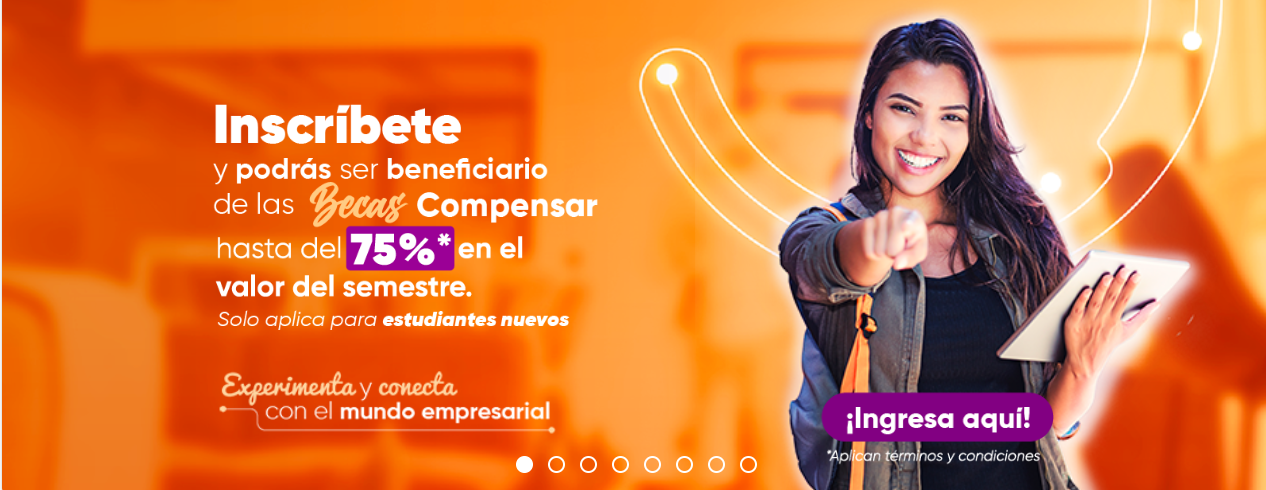 Inscríbete
y podrás ser beneficiario
de las Becas Compensar
hasta del 75%* en el
valor del semestre.
Solo aplica para estudiantes nuevos
Experimenta y conecta
con el mundo empresarial
¡Ingresa aquí!
*Aplican términos y condiciones